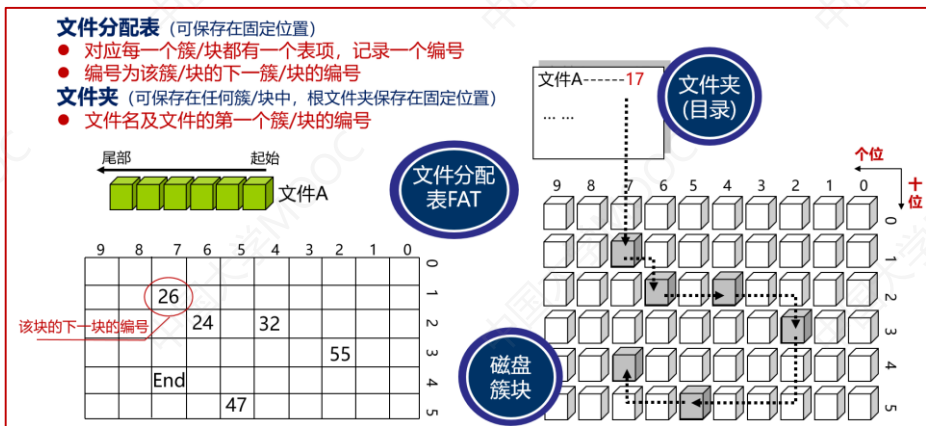 文件分配表（可保存在固定位置）
● 对应每一个簇/块都有一个表项，记录一个编号
● 编号为该簇/块的下一簇/块的编号
文件夹（可保存在任何簇/块中，根文件夹保存在固定位置）
● 文件名及文件的第一个簇/块的编号
尾部 起始
文件A
文件分配
表FAT
文件A------17
... ...
文件夹
(目录)
9 8 7 6 5 4 3 2 1 0
0
1
26
该块的下一块的编号
24 32
2
55
3
End
4
47
5
个位
十位
9 8 7 6 5 4 3 2 1 0
0
1
2
3
4
5
磁盘
簇块
中国大学MOOC